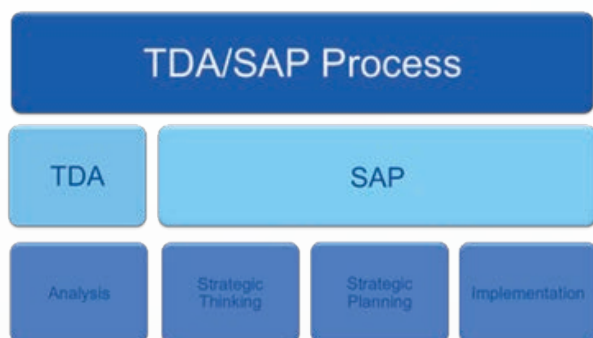 TDA/SAP Process
TDA
SAP
Analysis
Strategic
Thinking
Strategic
Planning
Implementation